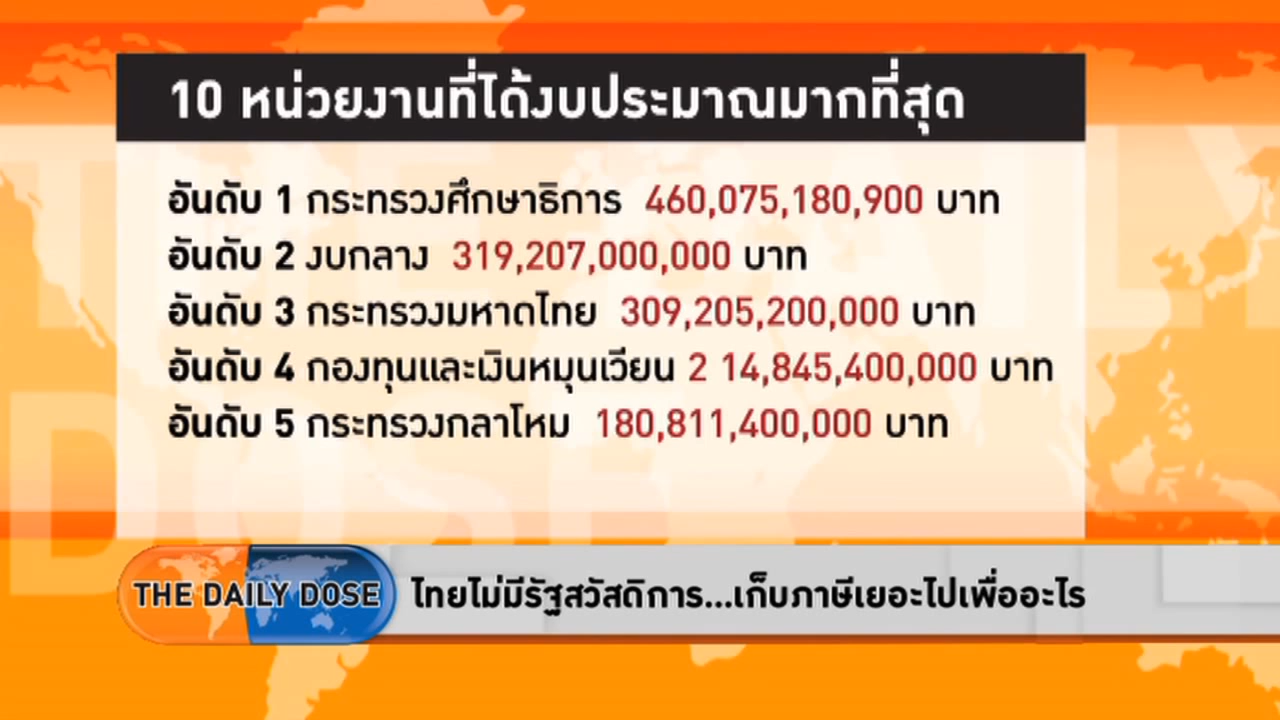 10 หน่วยงานที่ได้งบประมาณมากที่สุด
อันดับ 1 กระทรวงศึกษาธิการ 460,075,180,900 บาท
อันดับ 2 งบกลาง 319,207,000,000 บาท
อันดับ 3 กระทรวงมหาดไทย 309,205,200,000 บาท
อันดับ 4 กองทุนและเงินหมุนเวียน 2 14,845,400,000 บาท
อันดับ 5 กระทรวงกลาโหม 180,811,400,000 บาท
THE DAILY DOSE ไทยไม่มีรัฐสวัสดิการ...เก็บภาษีเยอะไปเพื่ออะไร